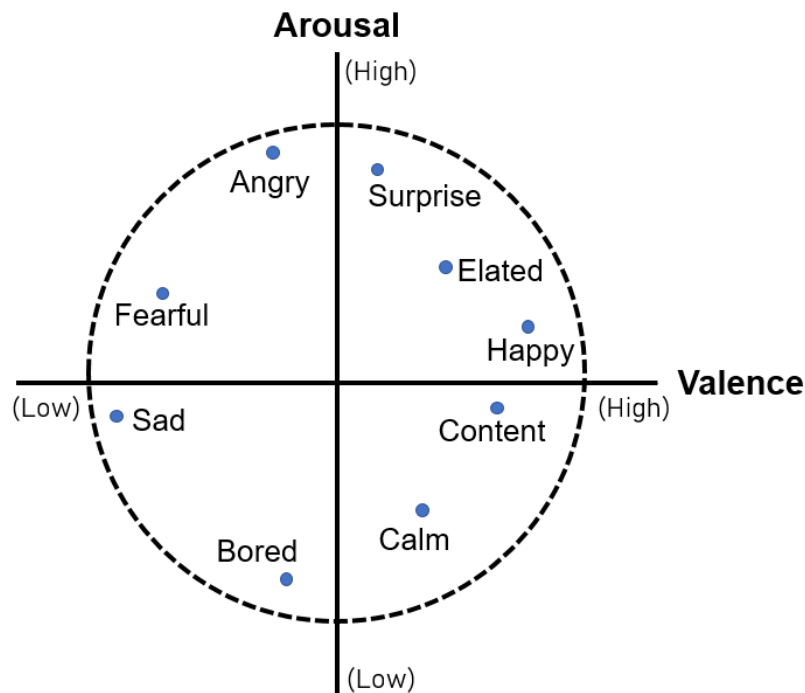 Arousal
(High)
Angry
Surprise
Elated
Fearful
Happy
Valence
(Low)
(High)
Sad
Content
Calm
Bored
(Low)